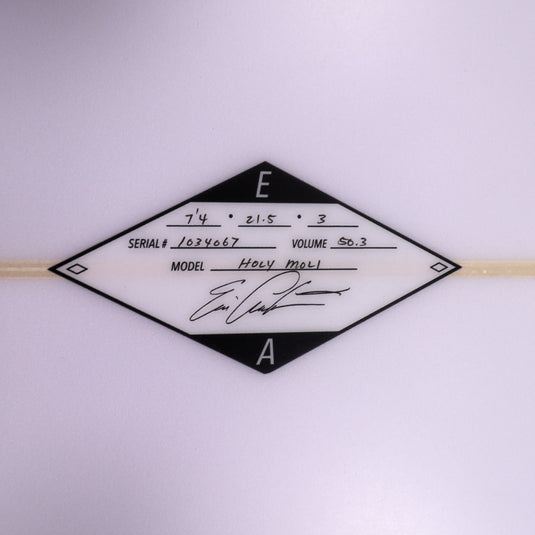 E
7'4 • 21.5 • 3
SERIAL # 1034067 VOLUME 50.3
MODEL HOLY MOLI
A